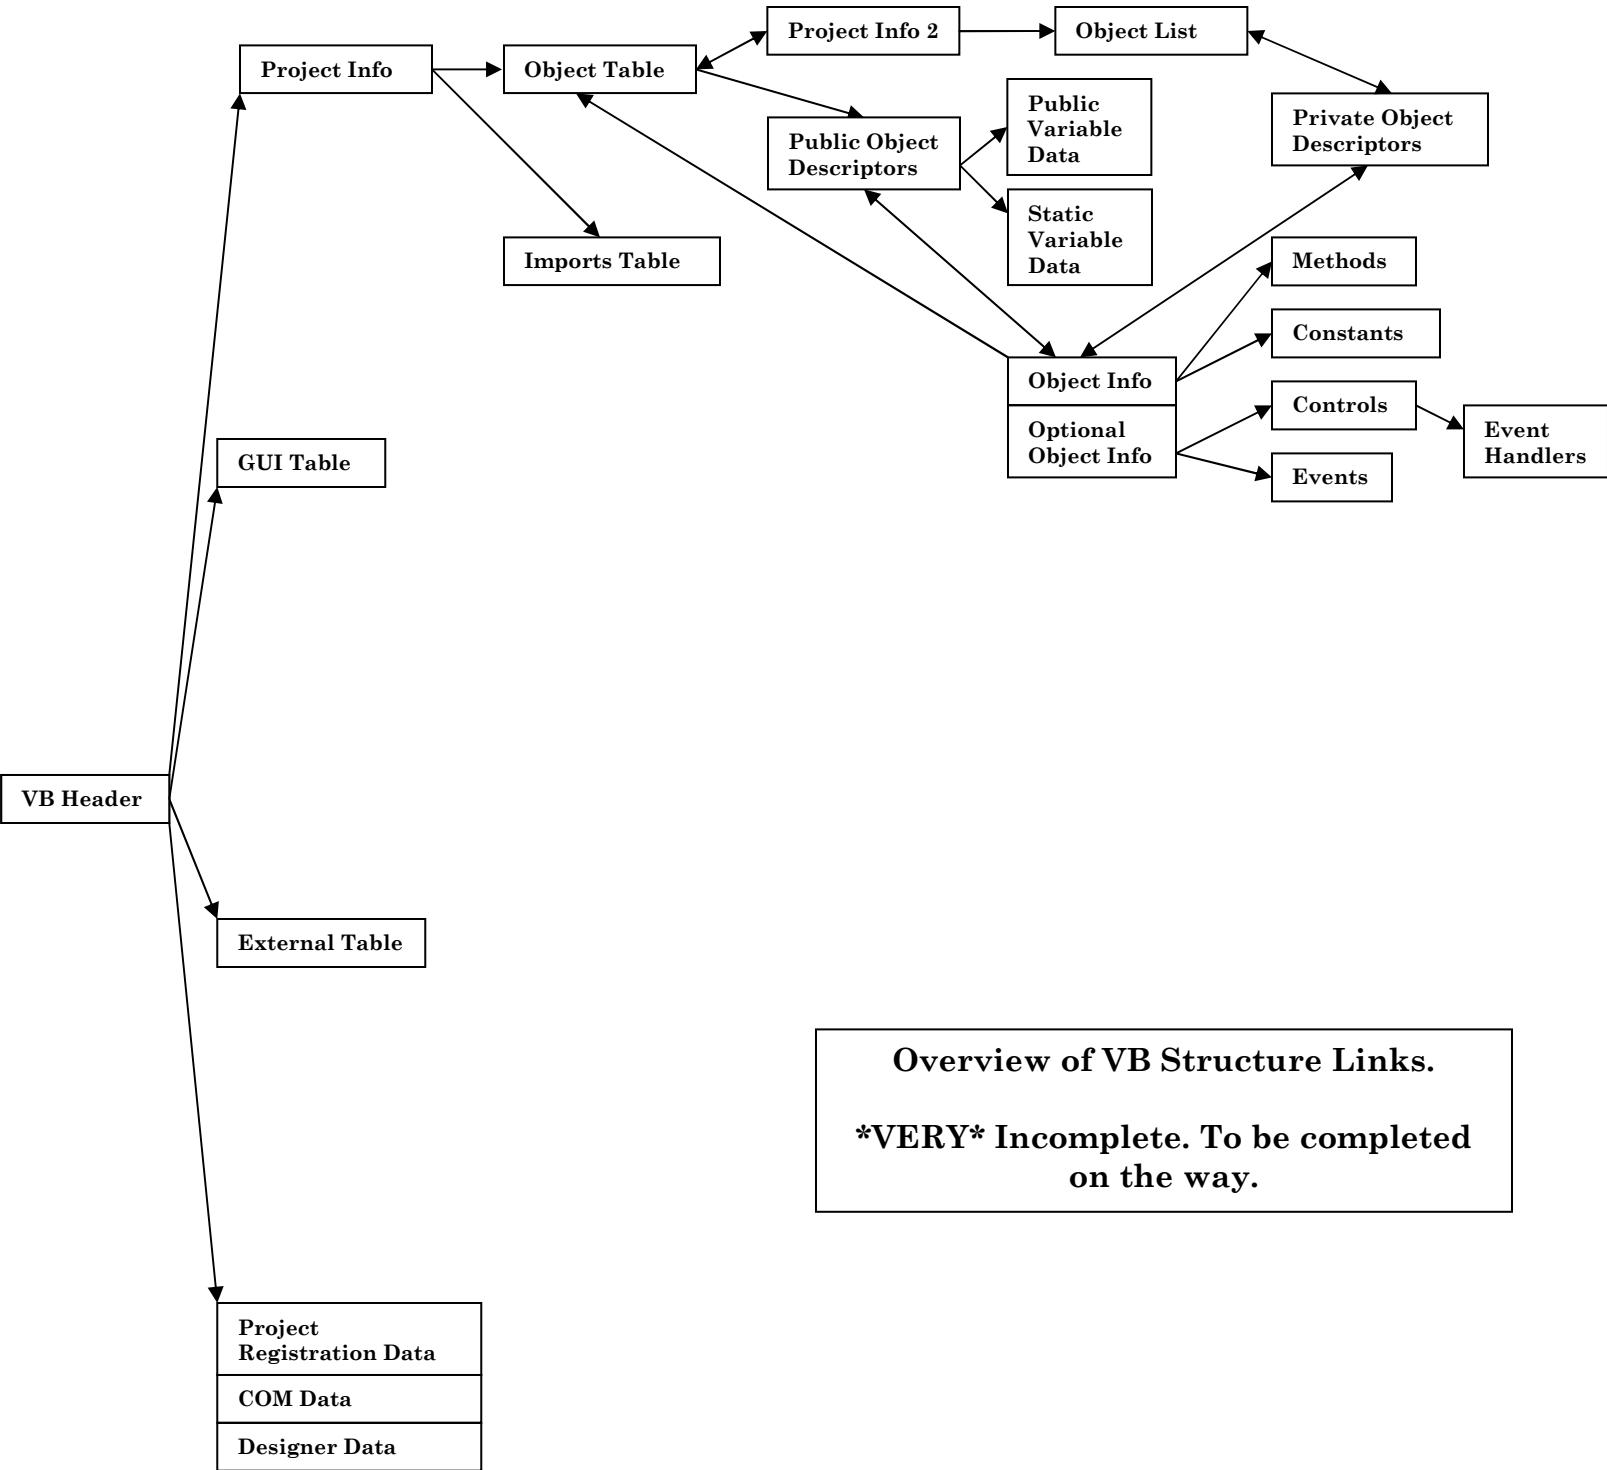 Project Info 2
Object List
Project Info
Object Table
Public
Variable
Data
Private Object
Descriptors
Public Object
Descriptors
Static
Variable
Data
Imports Table
Methods
Constants
Object Info
Controls
Optional
Object Info
Event
Handlers
Events
GUI Table
VB Header
External Table
Overview of VB Structure Links.
*VERY* Incomplete. To be completed
on the way.
Project
Registration Data
COM Data
Designer Data